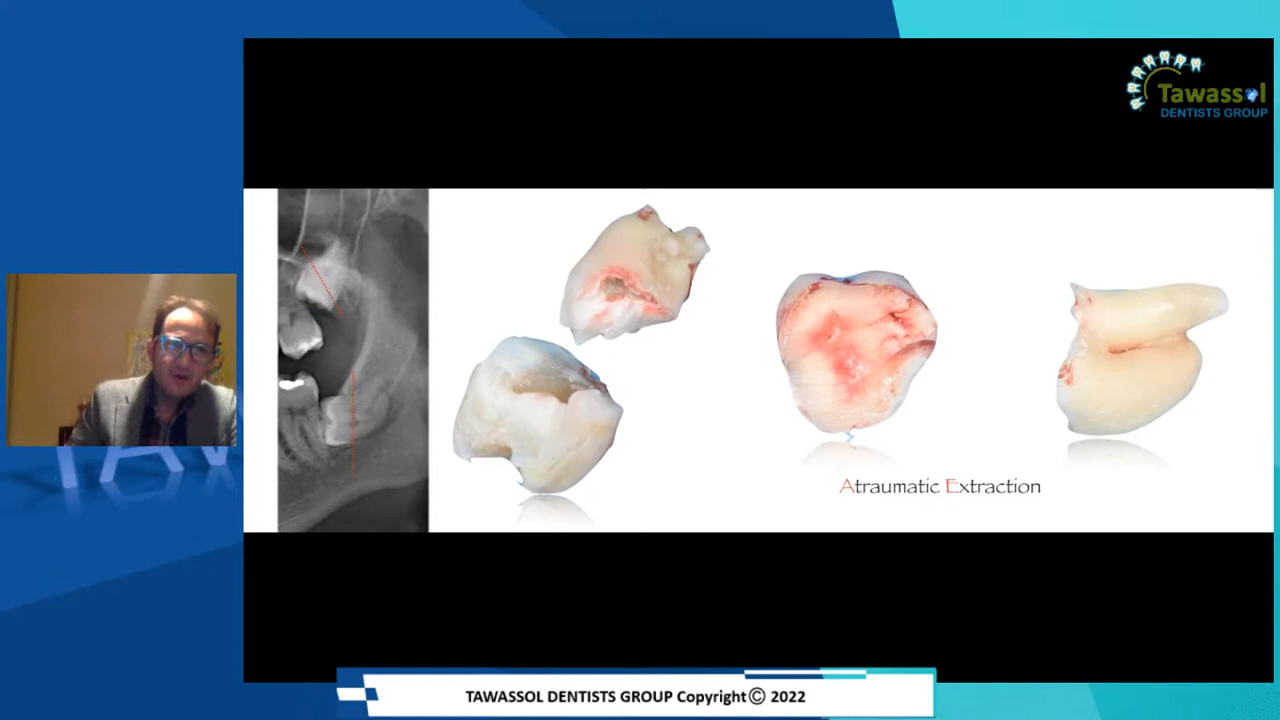 Tawassol
DENTISTS GROUP
Atraumatic Extraction
TAWASSOL DENTISTS GROUP Copyright© 2022